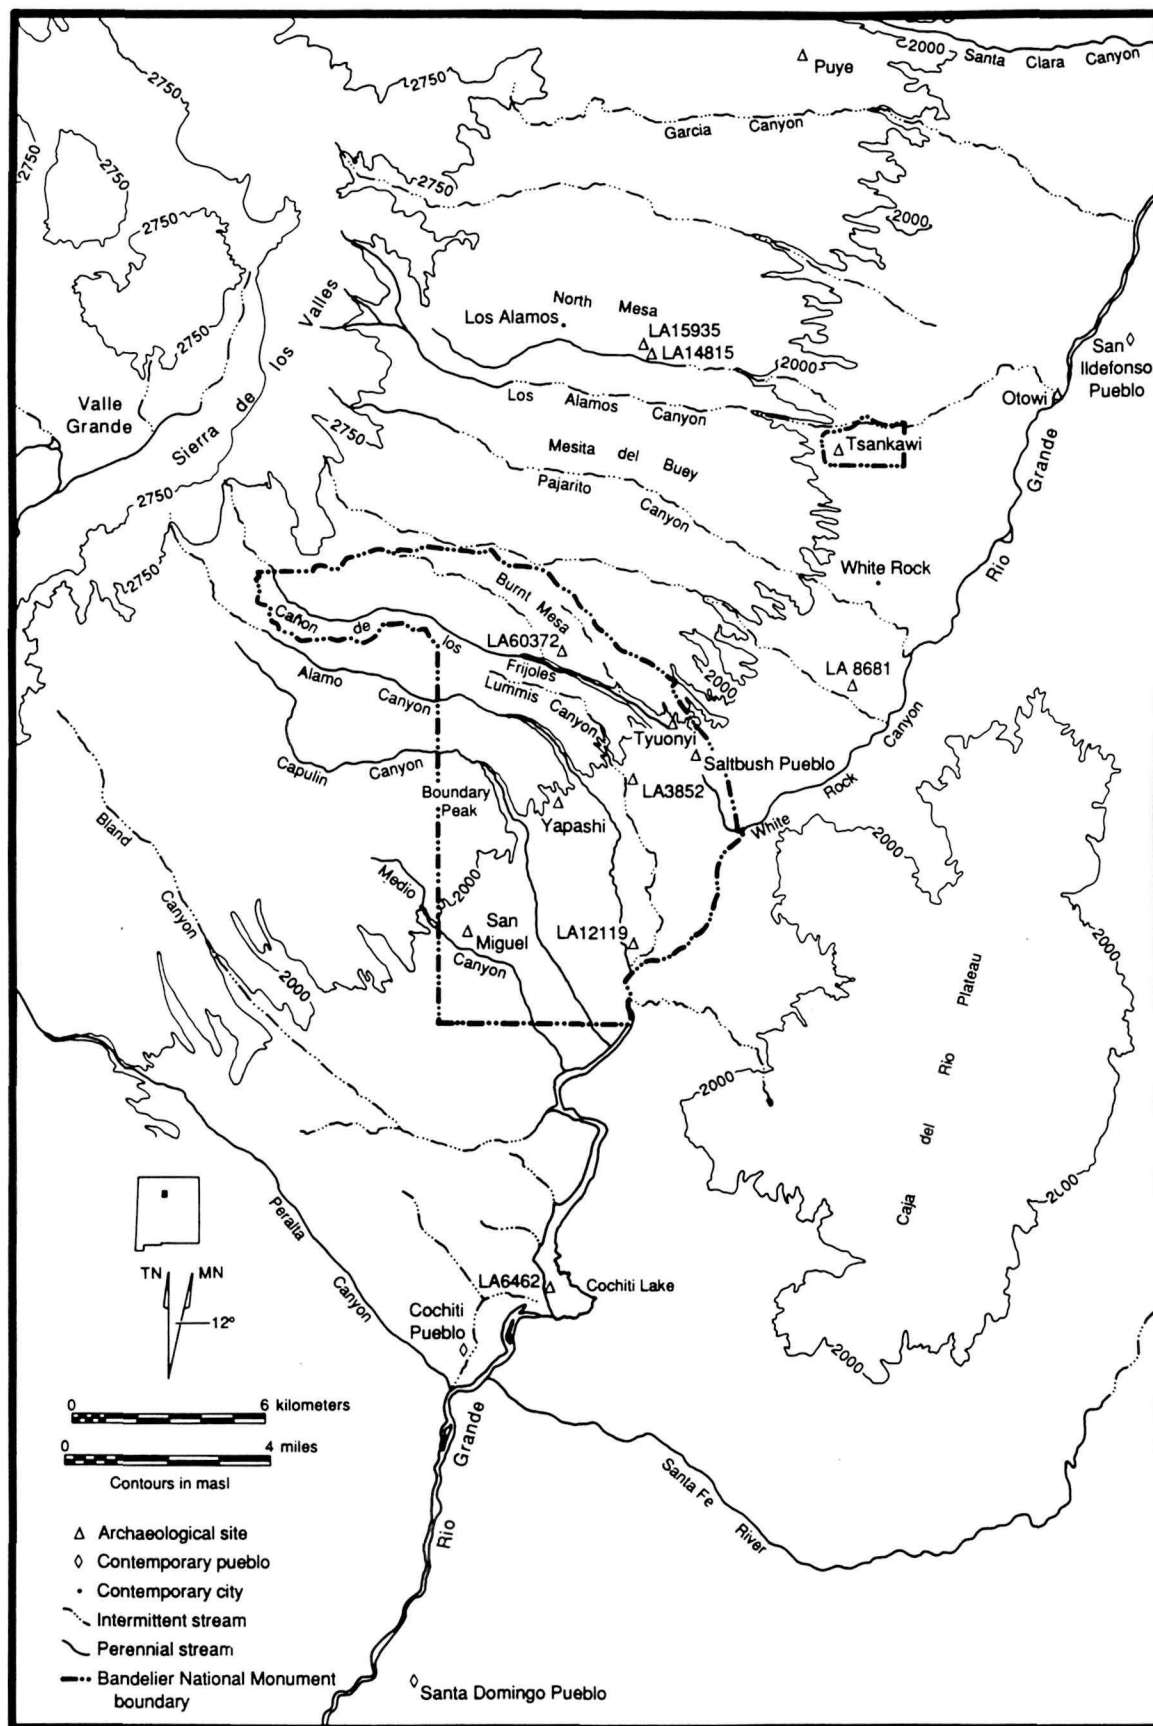 2000
Santa Clara Canyon
Puye
2750
2750
Garcia Canyon
2750
2750
2750
2000
2750
North Mesa
Los Alamos
LA15935
LA14815
San Ildefonso Pueblo
2750
Sierra de los Valles
2000
Otowi
Los Alamos Canyon
Valle Grande
2750
Tsankawi
Mesita del Buey
Pajarito Canyon
2750
Rio Grande
2750
White Rock
Burnt Mesa
Cañon de los Frijoles
LA60372
LA 8681
2000
Alamo Canyon
Lummis Canyon
Tyuonyi
Saltbush Pueblo
Capulin Canyon
LA3852
White Rock Canyon
Boundary Peak
Yapashi
Bland Canyon
2000
2000
Medio Canyon
San Miguel
LA12119
2000
2000
2000
Caja del Rio Plateau
2000
Peralta Canyon
TN
MN
12°
LA6462
Cochiti Lake
Cochiti Pueblo
2000
0
6 kilometers
0
4 miles
Contours in masl
Rio Grande
Santa Fe River
Archaeological site
Contemporary pueblo
Contemporary city
Intermittent stream
Perennial stream
Bandelier National Monument
boundary
Santa Domingo Pueblo